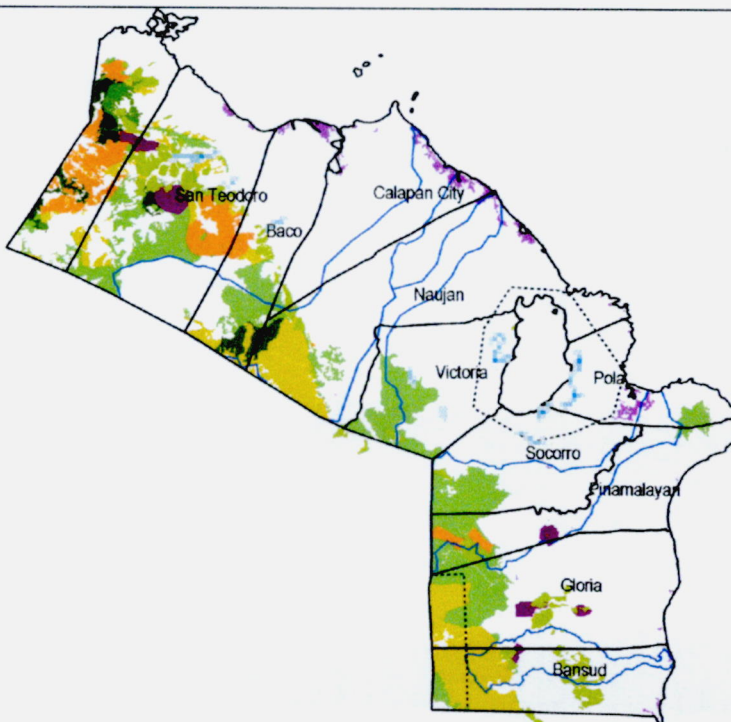 San Teodoro
Calapan City
Baco
Naujan
Victoria
Pola
Socorro
Pinamalayan
Gloria
Bansud